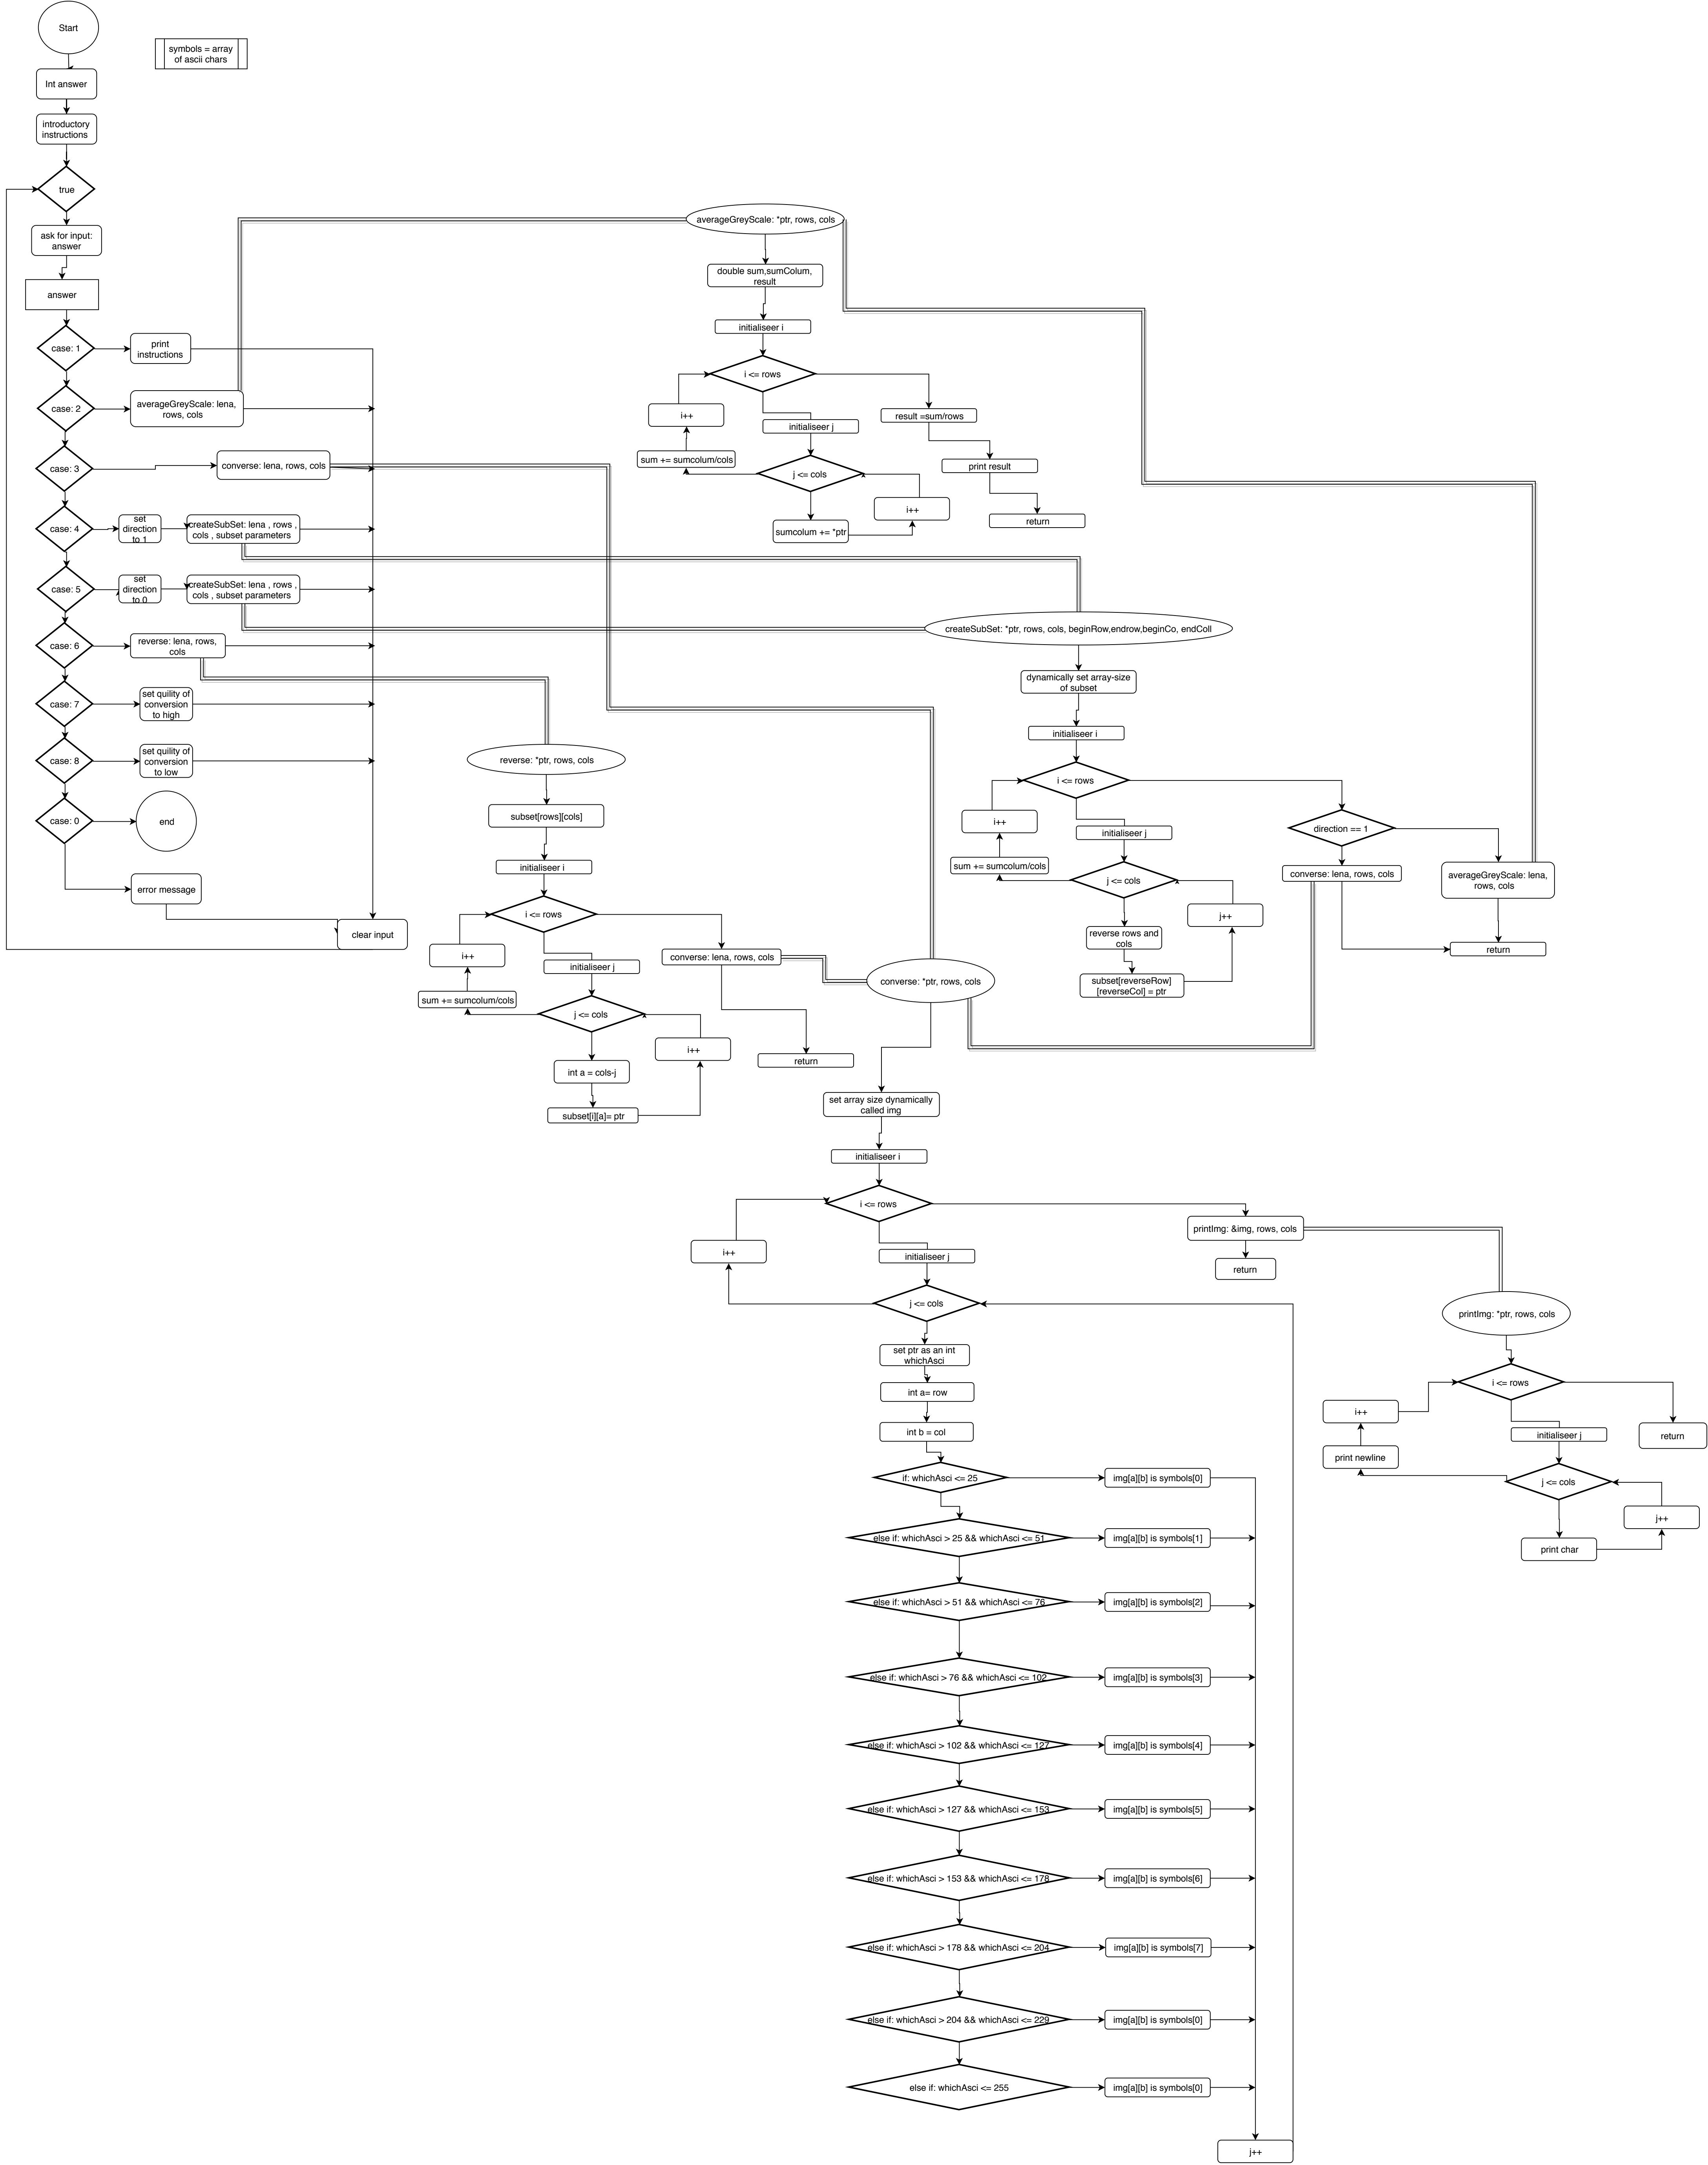 Start
symbols = array
of ascii chars
Int answer
introductory
instructions
true
ask for input:
answer
answer
case: 1
print
instructions
case: 2
averageGreyScale: lena,
rows, cols
case: 3
converse: lena, rows, cols
case: 4
set
direction
to 1
createSubSet: lena , rows ,
cols , subset parameters
case: 5
set
direction
to 0
createSubSet: lena , rows ,
cols , subset parameters
case: 6
reverse: lena, rows,
cols
case: 7
set quility of
conversion
to high
case: 8
set quility of
conversion
to low
case: 0
end
error message
clear input
averageGreyScale: *ptr, rows, cols
double sum,sumColum,
result
initialiseer i
i <= rows
i++
initialiseer j
result =sum/rows
sum += sumcolum/cols
j <= cols
print result
i++
sumcolum += *ptr
return
createSubSet: *ptr, rows, cols, beginRow,endrow,beginCo, endColl
dynamically set array-size
of subset
initialiseer i
i <= rows
i++
initialiseer j
direction == 1
sum += sumcolum/cols
j <= cols
converse: lena, rows, cols
averageGreyScale: lena,
rows, cols
j++
reverse rows and
cols
return
subset[reverseRow]
[reverseCol] = ptr
reverse: *ptr, rows, cols
subset[rows][cols]
initialiseer i
i <= rows
i++
initialiseer j
converse: lena, rows, cols
sum += sumcolum/cols
j <= cols
i++
return
int a = cols-j
subset[i][a]= ptr
converse: *ptr, rows, cols
set array size dynamically
called img
initialiseer i
i <= rows
i++
initialiseer j
printImg: &img, rows, cols
return
j <= cols
set ptr as an int
whichAsci
int a= row
int b = col
if: whichAsci <= 25
img[a][b] is symbols[0]
else if: whichAsci > 25 && whichAsci <= 51
img[a][b] is symbols[1]
else if: whichAsci > 51 && whichAsci <= 76
img[a][b] is symbols[2]
else if: whichAsci > 76 && whichAsci <= 102
img[a][b] is symbols[3]
else if: whichAsci > 102 && whichAsci <= 127
img[a][b] is symbols[4]
else if: whichAsci > 127 && whichAsci <= 153
img[a][b] is symbols[5]
else if: whichAsci > 153 && whichAsci <= 178
img[a][b] is symbols[6]
else if: whichAsci > 178 && whichAsci <= 204
img[a][b] is symbols[7]
else if: whichAsci > 204 && whichAsci <= 229
img[a][b] is symbols[0]
else if: whichAsci <= 255
img[a][b] is symbols[0]
j++
printImg: *ptr, rows, cols
i <= rows
i++
initialiseer j
return
print newline
j <= cols
j++
print char